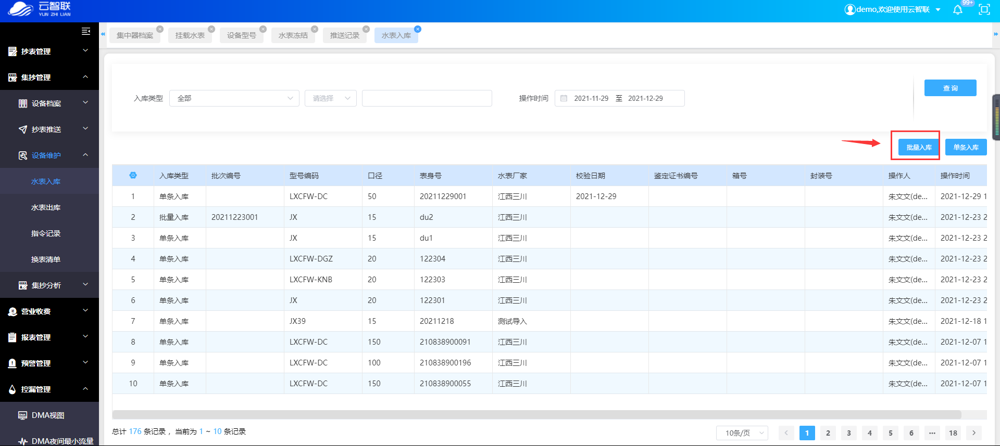 云智联
YUN ZHI LIAN
demo,欢迎使用云智联
99+
集中器档案
挂载水表
设备型号
水表冻结
推送记录
水表入库
抄表管理
集抄管理
设备档案
抄表推送
设备维护
水表入库
水表出库
指令记录
换表清单
集抄分析
营业收费
报表管理
预警管理
控漏管理
DMA视图
DMA夜间最小流量
入库类型 全部 请选择 操作时间 2021-11-29 至 2021-12-29
查询
批量入库 单条入库
入库类型 批次编号 型号编码 口径 表身号 水表厂家 校验日期 鉴定证书编号 箱号 封装号 操作人 操作时间
1 单条入库 LXCFW-DC 50 20211229001 江西三川 2021-12-29 朱文文(de... 2021-12-29 1
2 批量入库 20211223001 JX 15 du2 江西三川 朱文文(de... 2021-12-23 2
3 单条入库 JX 15 du1 江西三川 朱文文(de... 2021-12-23 2
4 单条入库 LXCFW-DGZ 20 122304 江西三川 朱文文(de... 2021-12-23 2
5 单条入库 LXCFW-KNB 20 122303 江西三川 朱文文(de... 2021-12-23 2
6 单条入库 JX 20 122301 江西三川 朱文文(de... 2021-12-23 2
7 单条入库 JX39 15 20211218 测试导入 朱文文(de... 2021-12-18 1
8 单条入库 LXCFW-DC 150 210838900091 江西三川 朱文文(de... 2021-12-07 1
9 单条入库 LXCFW-DC 100 210838900196 江西三川 朱文文(de... 2021-12-07 1
10 单条入库 LXCFW-DC 150 210838900055 江西三川 朱文文(de... 2021-12-07 1
总计 176 条记录 ，当前为 1 ~ 10 条记录
10条/页 1 2 3 4 5 6 ··· 18